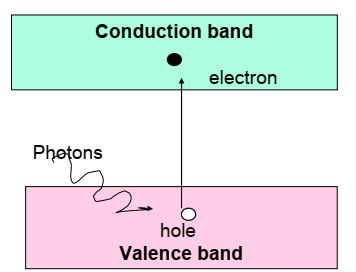 Conduction band
electron
Photons
hole
Valence band